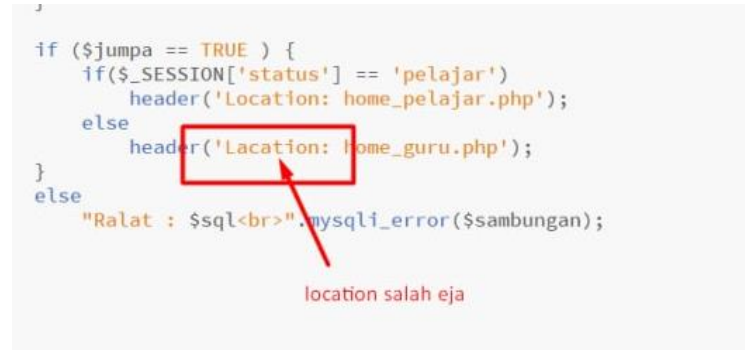 }
if ($jumpa == TRUE ) {
if($_SESSION['status'] == 'pelajar')
header('Location: home_pelajar.php');
else
header('Lacation: home_guru.php');
}
else
"Ralat : $sql<br>".mysqli_error($sambungan);
location salah eja